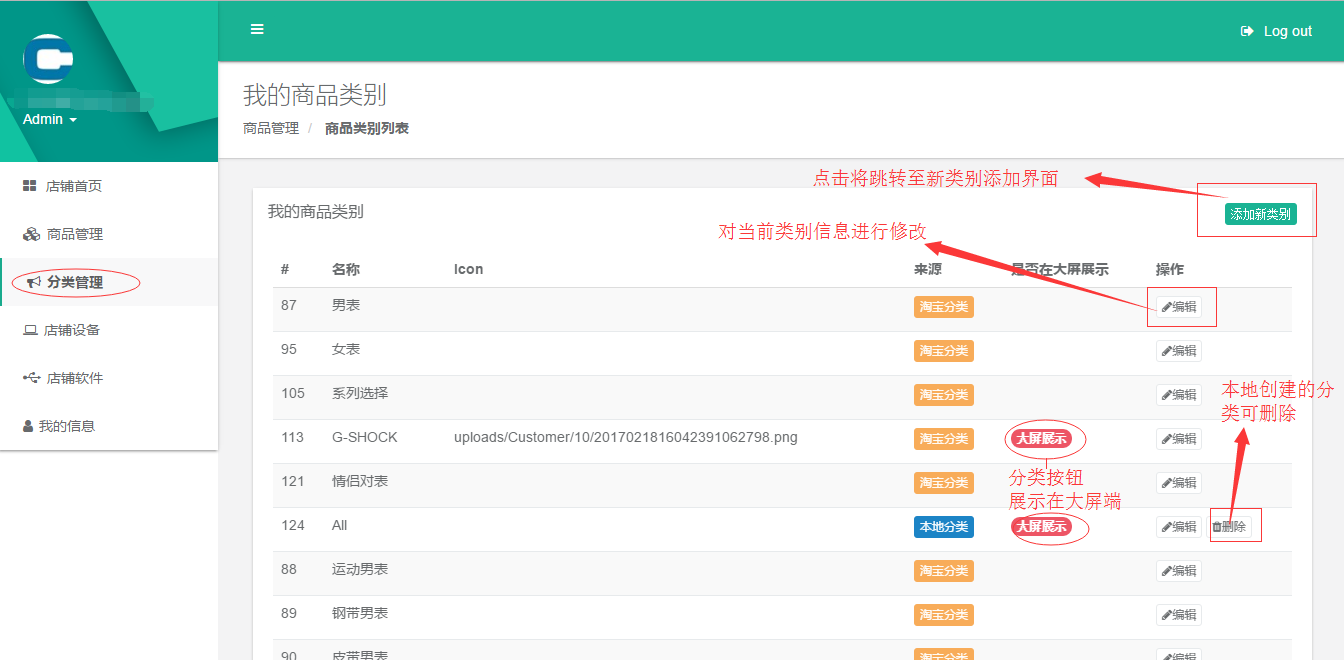 Log out
Admin
我的商品类别
商品管理 / 商品类别列表
店铺首页
商品管理
分类管理
店铺设备
店铺软件
我的信息
点击将跳转至新类别添加界面
我的商品类别
添加新类别
对当前类别信息进行修改
# 名称 Icon 来源 是否在大屏展示 操作
87 男表 淘宝分类 编辑
95 女表 淘宝分类 编辑
105 系列选择 淘宝分类 编辑
本地创建的分
类可删除
113 G-SHOCK uploads/Customer/10/2017021816042391062798.png 淘宝分类 大屏展示 编辑
分类按钮
展示在大屏端
121 情侣对表 淘宝分类 编辑
124 All 本地分类 大屏展示 编辑 删除
88 运动男表 淘宝分类 编辑
89 钢带男表 淘宝分类 编辑
90 皮带男表 淘宝分类 编辑